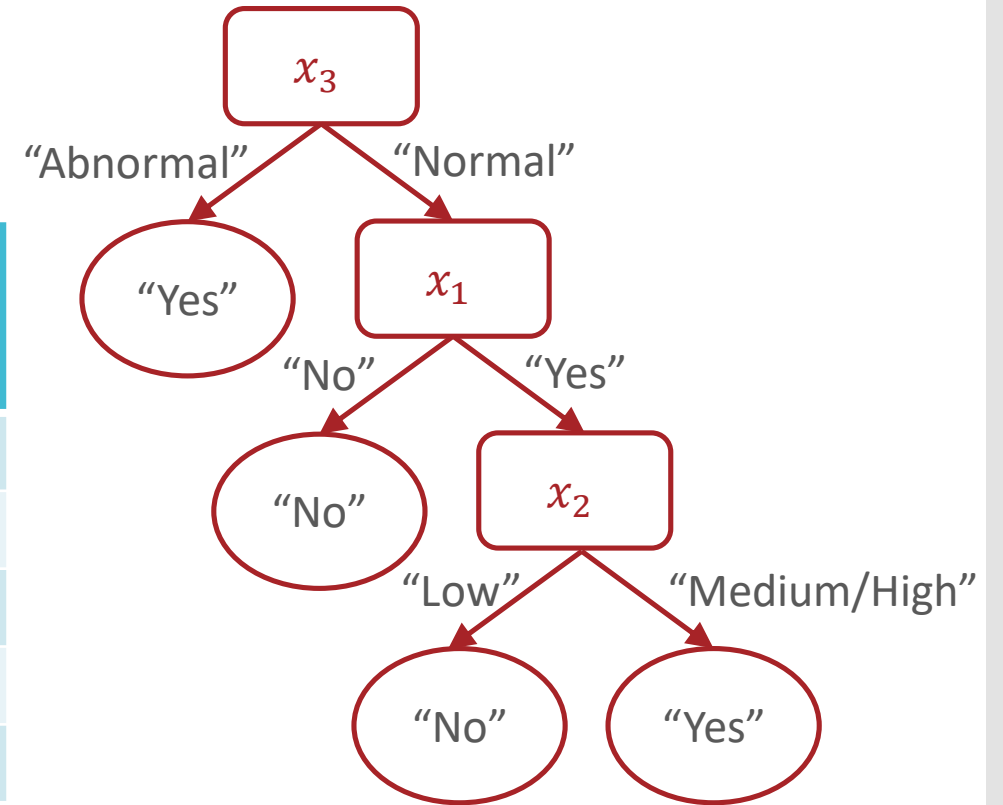 x₃
“Abnormal” “Normal”
“Yes” x₁
“No” “Yes”
“No” x₂
“Low” “Medium/High”
“No” “Yes”